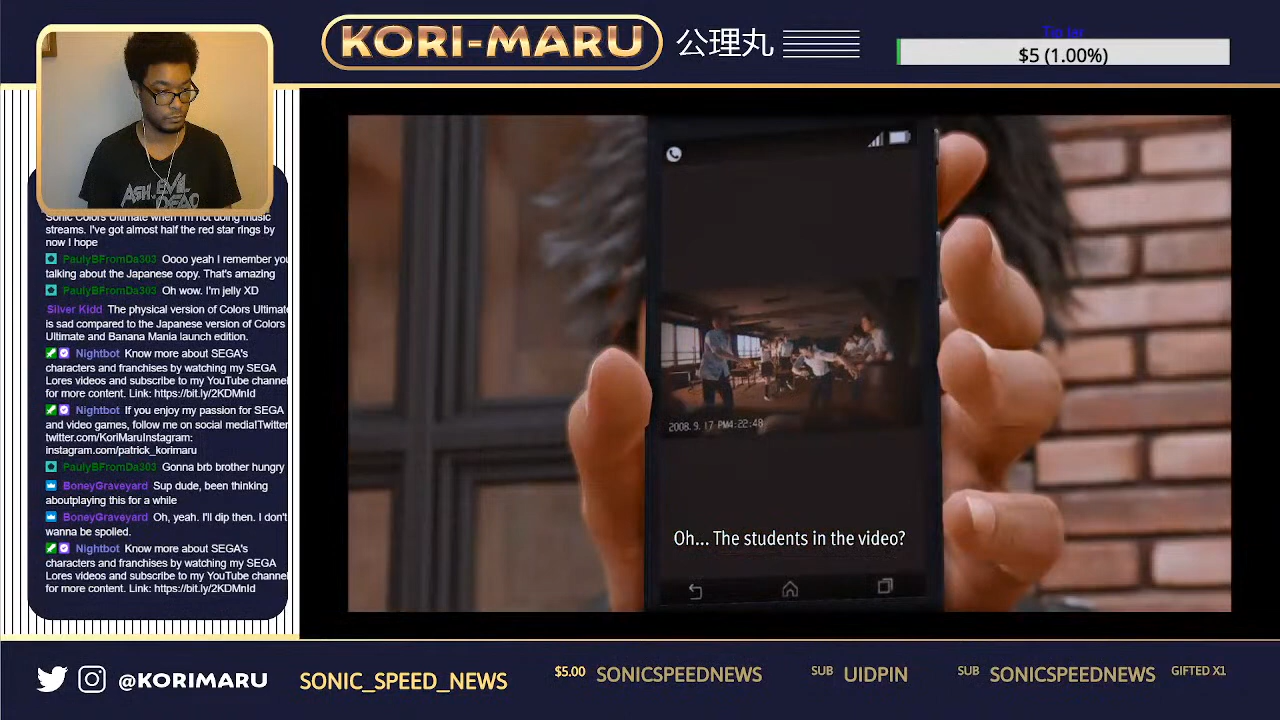 KORI-MARU 公理丸
Tip Jar
$5 (1.00%)
ASH EVIL
DEAD
Sonic Colors Ultimate when I'm not doing music
streams. I've got almost half the red star rings by
now I hope
PaulyBFromDa303 Oooo yeah I remember you
talking about the Japanese copy. That's amazing
PaulyBFromDa303 Oh wow. I'm jelly XD
Silver Kidd The physical version of Colors Ultimate
is sad compared to the Japanese version of Colors
Ultimate and Banana Mania launch edition.
Nightbot Know more about SEGA's
characters and franchises by watching my SEGA
Lores videos and subscribe to my YouTube channel
for more content. Link: https://bit.ly/2KDMnId
Nightbot If you enjoy my passion for SEGA
and video games, follow me on social media!Twitter:
twitter.com/KoriMaruInstagram:
instagram.com/patrick_korimaru
PaulyBFromDa303 Gonna brb brother hungry
BoneyGraveyard Sup dude, been thinking
aboutplaying this for a while
BoneyGraveyard Oh, yeah. I'll dip then. I don't
wanna be spoiled.
Nightbot Know more about SEGA's
characters and franchises by watching my SEGA
Lores videos and subscribe to my YouTube channel
for more content. Link: https://bit.ly/2KDMnId
2008. 9. 17 PM4:22:48
Oh... The students in the video?
@KORIMARU
SONIC_SPEED_NEWS
$5.00 SONICSPEEDNEWS
SUB UIDPIN
SUB SONICSPEEDNEWS GIFTED X1